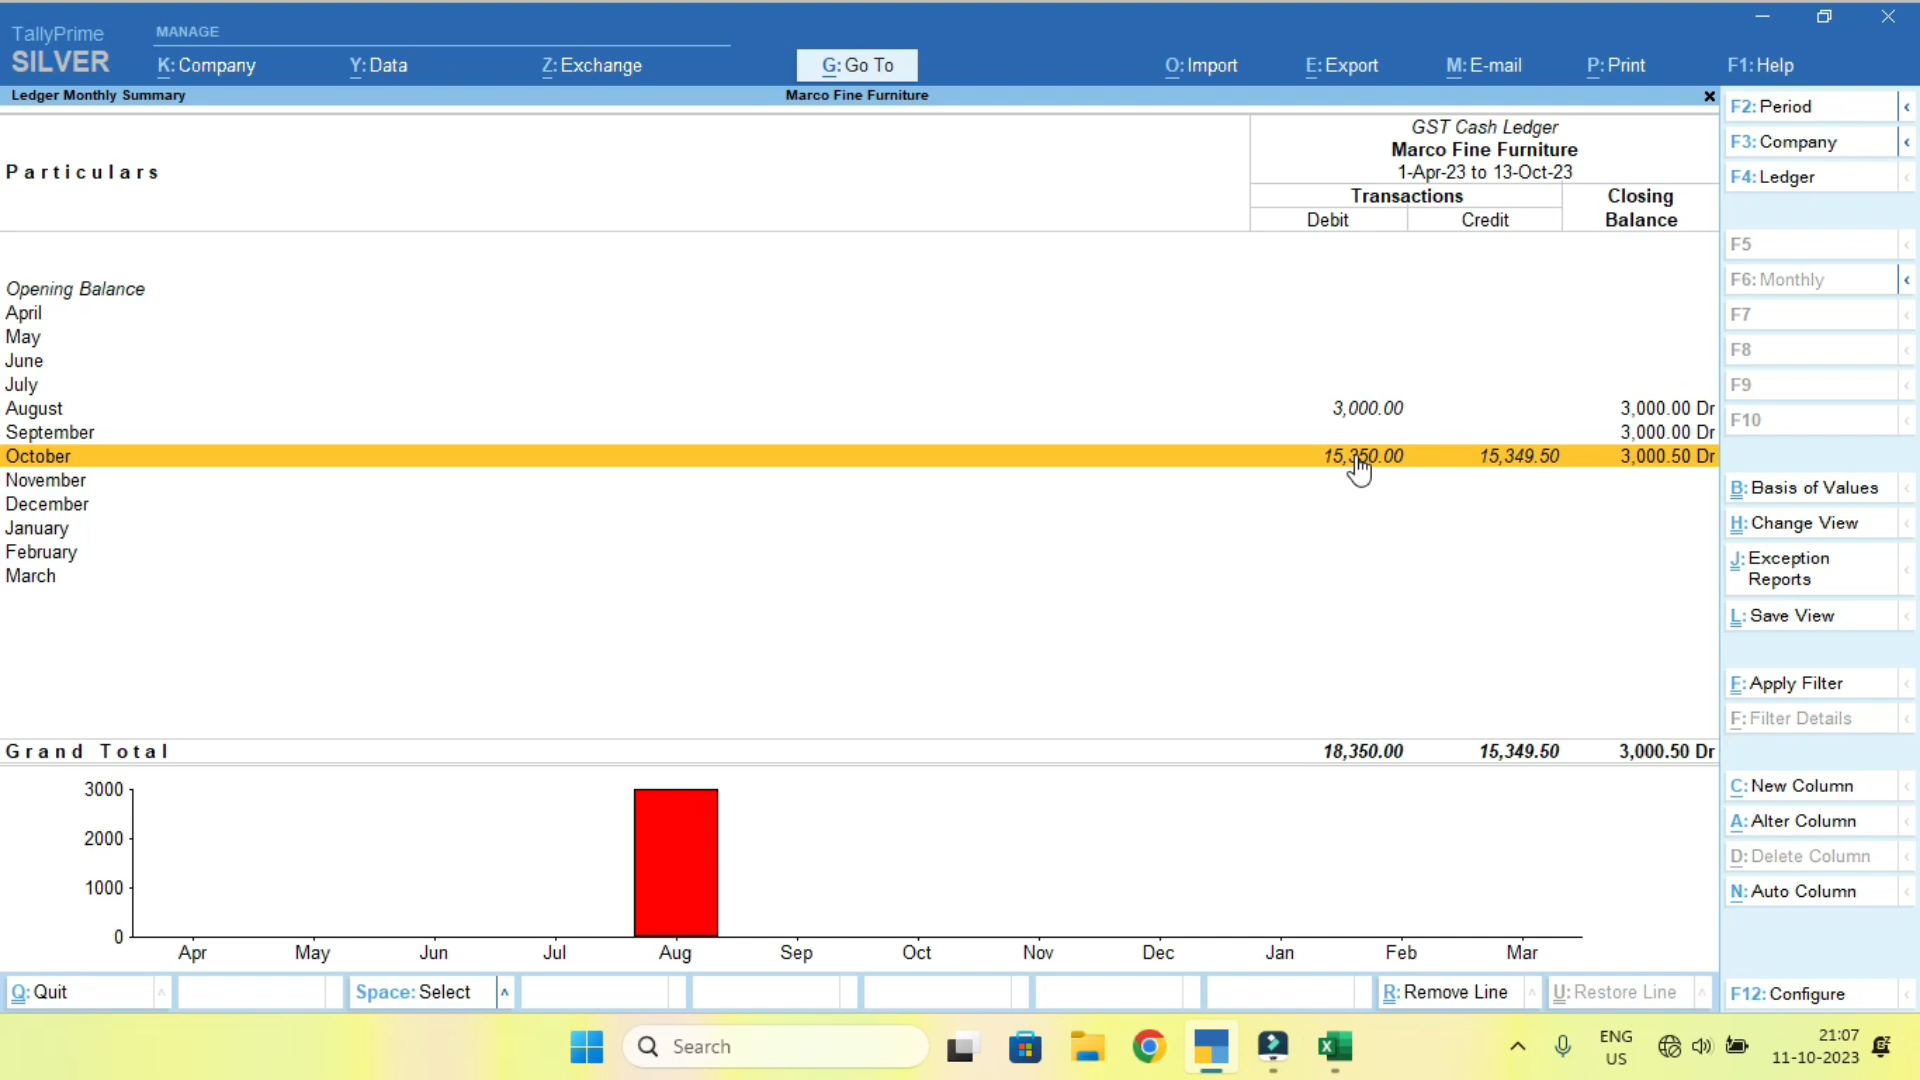 TallyPrime
SILVER
MANAGE
K: Company
Y: Data
Z: Exchange
G: Go To
O: Import
E: Export
M: E-mail
P: Print
F1: Help
Ledger Monthly Summary
Marco Fine Furniture
Particulars
GST Cash Ledger
Marco Fine Furniture
1-Apr-23 to 13-Oct-23
Transactions
Closing
Debit
Credit
Balance
Opening Balance
April
May
June
July
August 3,000.00 3,000.00 Dr
September 3,000.00 Dr
October 15,350.00 15,349.50 3,000.50 Dr
November
December
January
February
March
Grand Total 18,350.00 15,349.50 3,000.50 Dr
3000
2000
1000
0
Apr May Jun Jul Aug Sep Oct Nov Dec Jan Feb Mar
Q: Quit
Space: Select
R: Remove Line
U: Restore Line
F2: Period
F3: Company
F4: Ledger
F5
F6: Monthly
F7
F8
F9
F10
B: Basis of Values
H: Change View
J: Exception
Reports
L: Save View
F: Apply Filter
F: Filter Details
C: New Column
A: Alter Column
D: Delete Column
N: Auto Column
F12: Configure
Search
ENG
US
21:07
11-10-2023